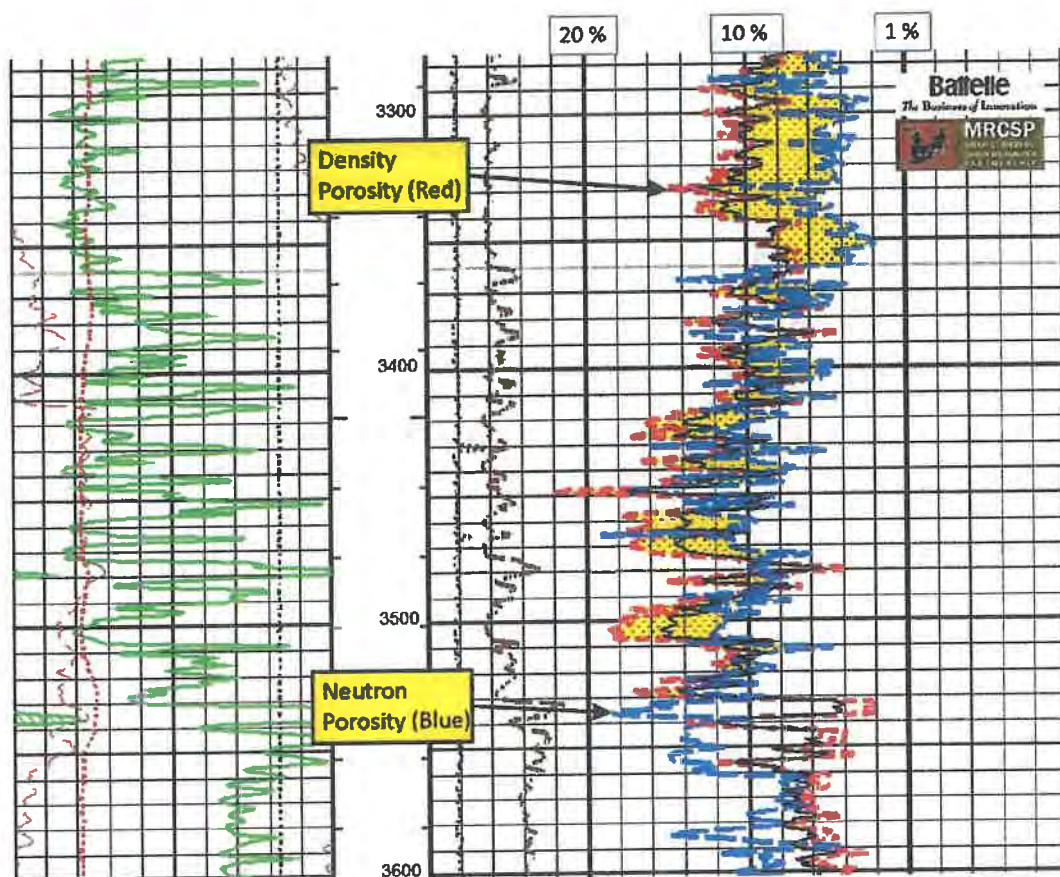 20 %
10 %
1 %
Battelle
The Business of Innovation
MRCSP
3300
Density
Porosity (Red)
3400
3500
Neutron
Porosity (Blue)
3600